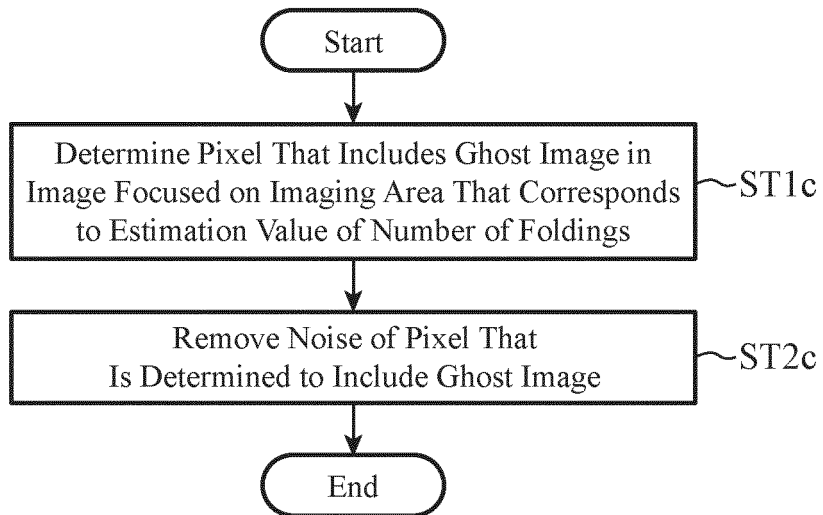 Start
Determine Pixel That Includes Ghost Image in
Image Focused on Imaging Area That Corresponds
to Estimation Value of Number of Foldings
ST1c
Remove Noise of Pixel That
Is Determined to Include Ghost Image
ST2c
End